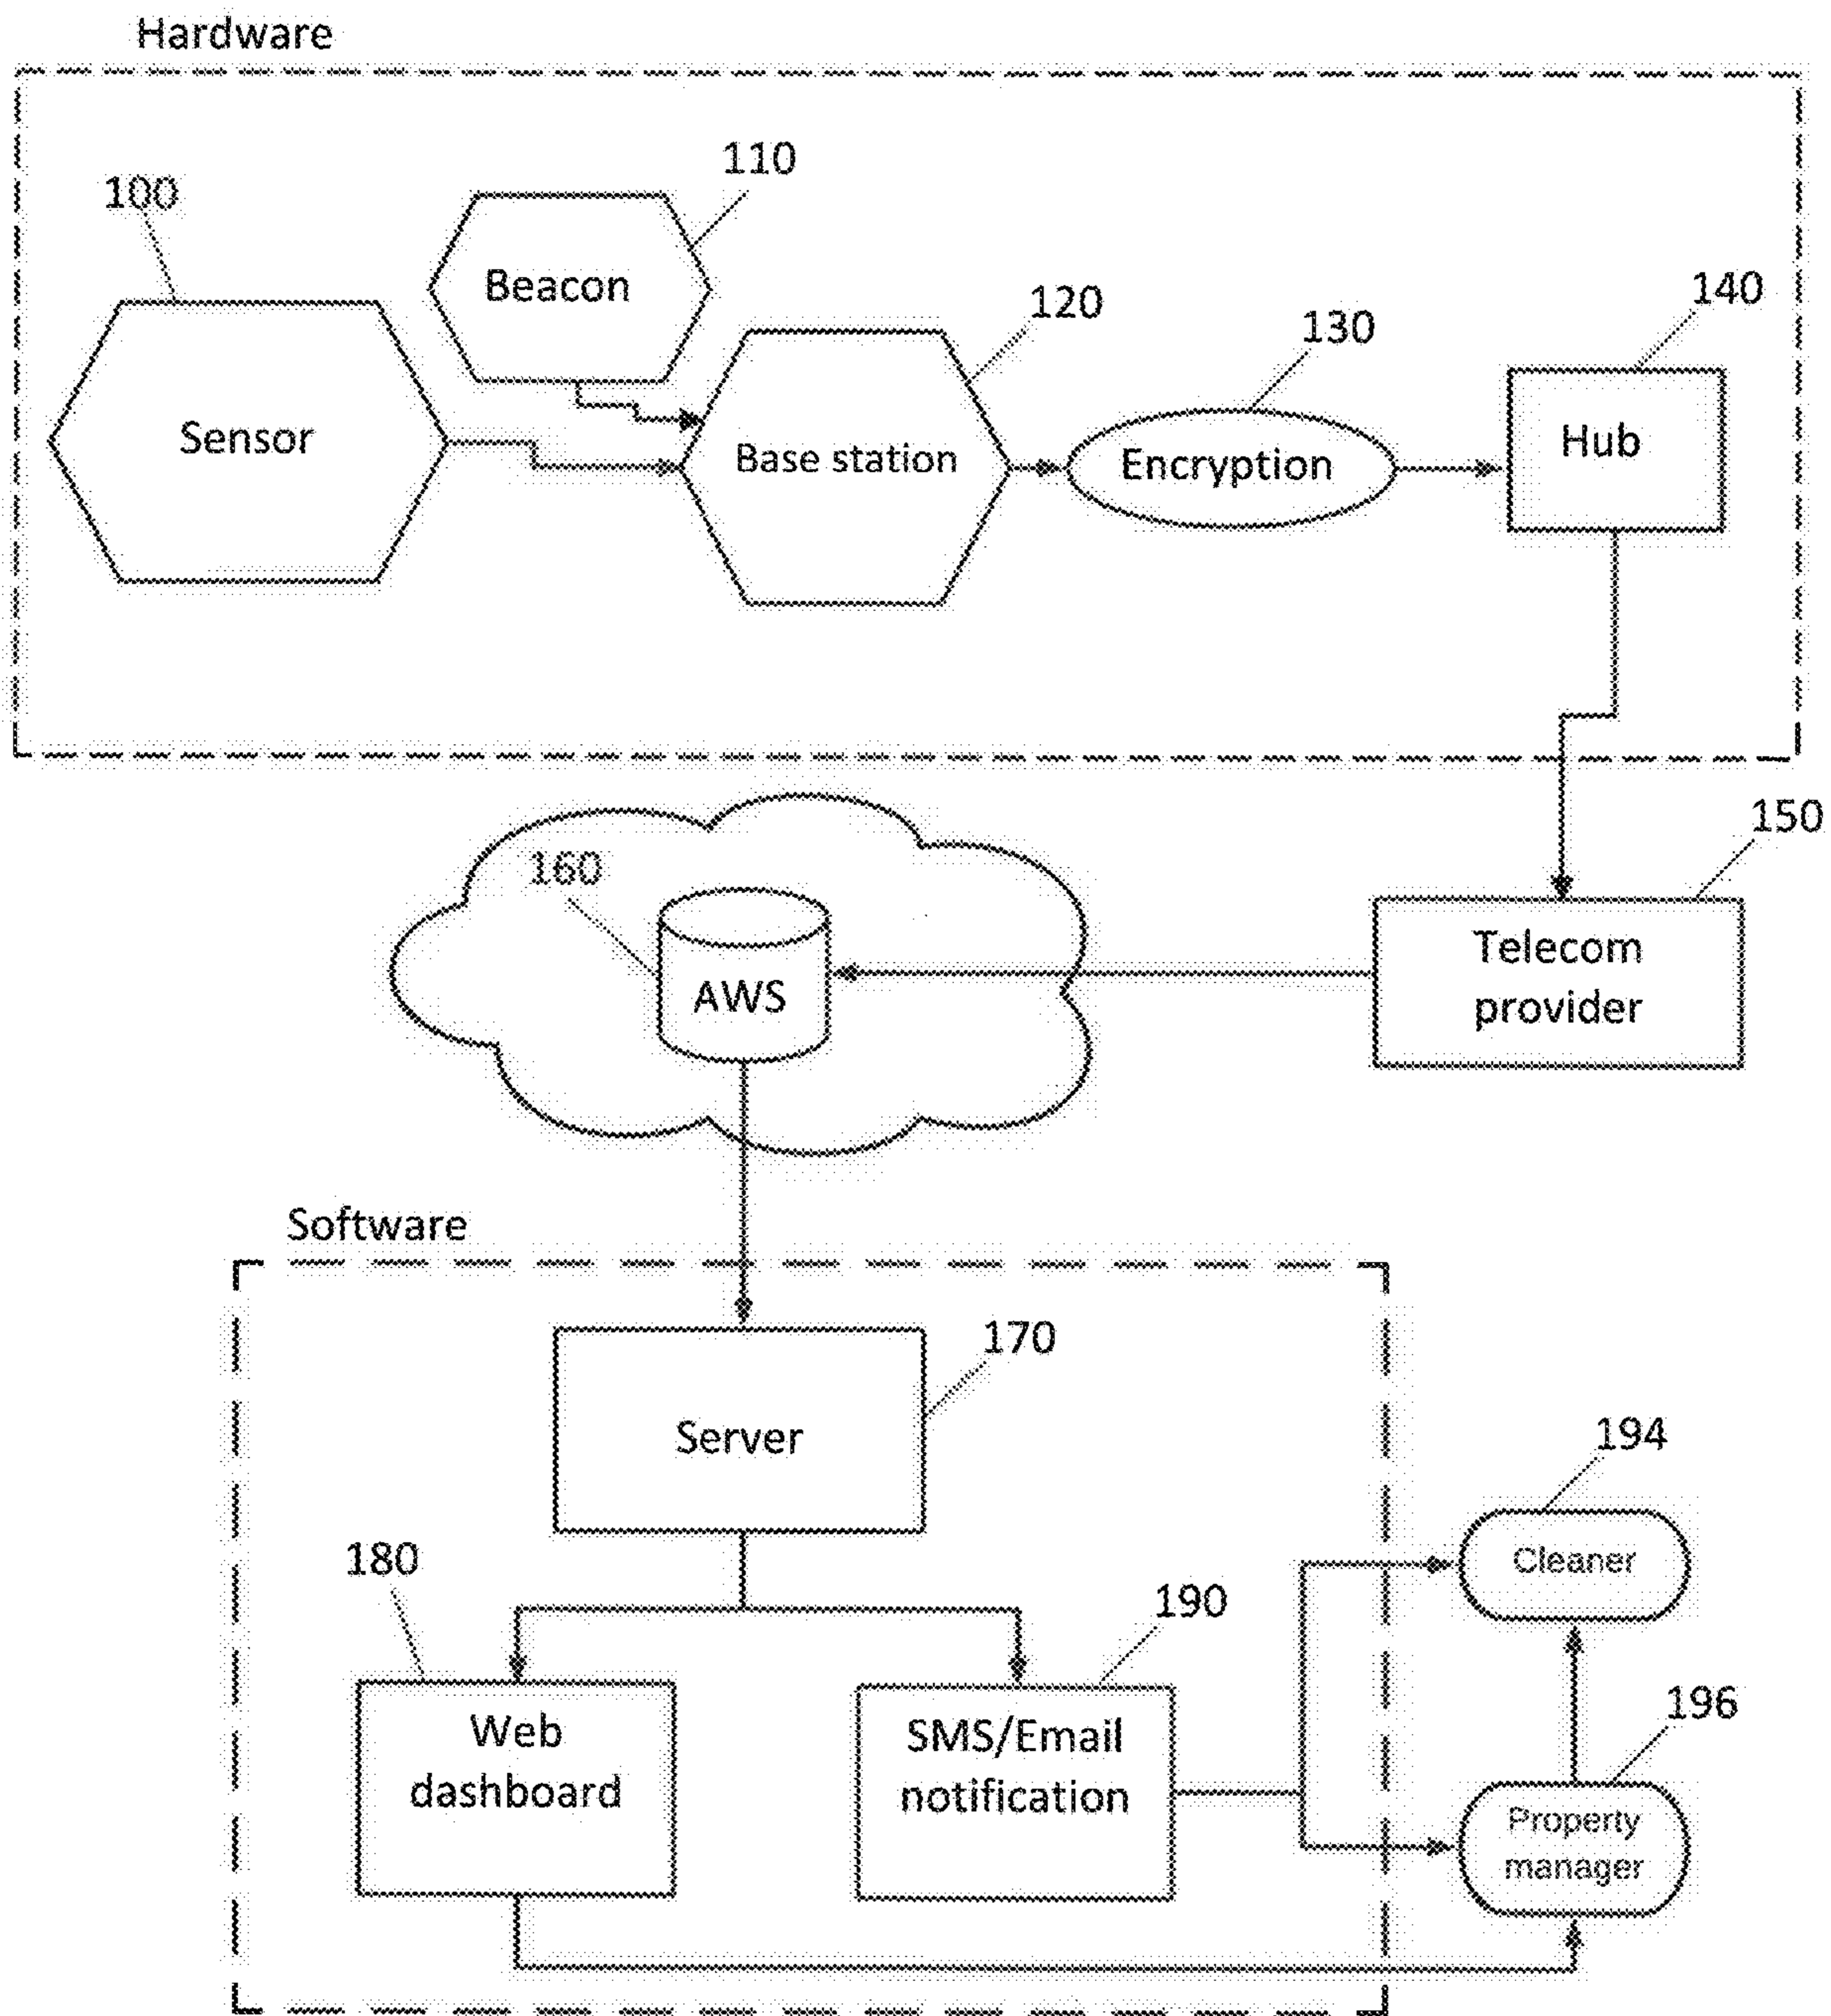 Hardware
110
100
Beacon
120
140
130
Sensor
Base station
Encryption
Hub
150
160
Telecom
provider
AWS
Software
170
Server
194
Cleaner
180
190
196
Web
dashboard
SMS/Email
notification
Property
manager